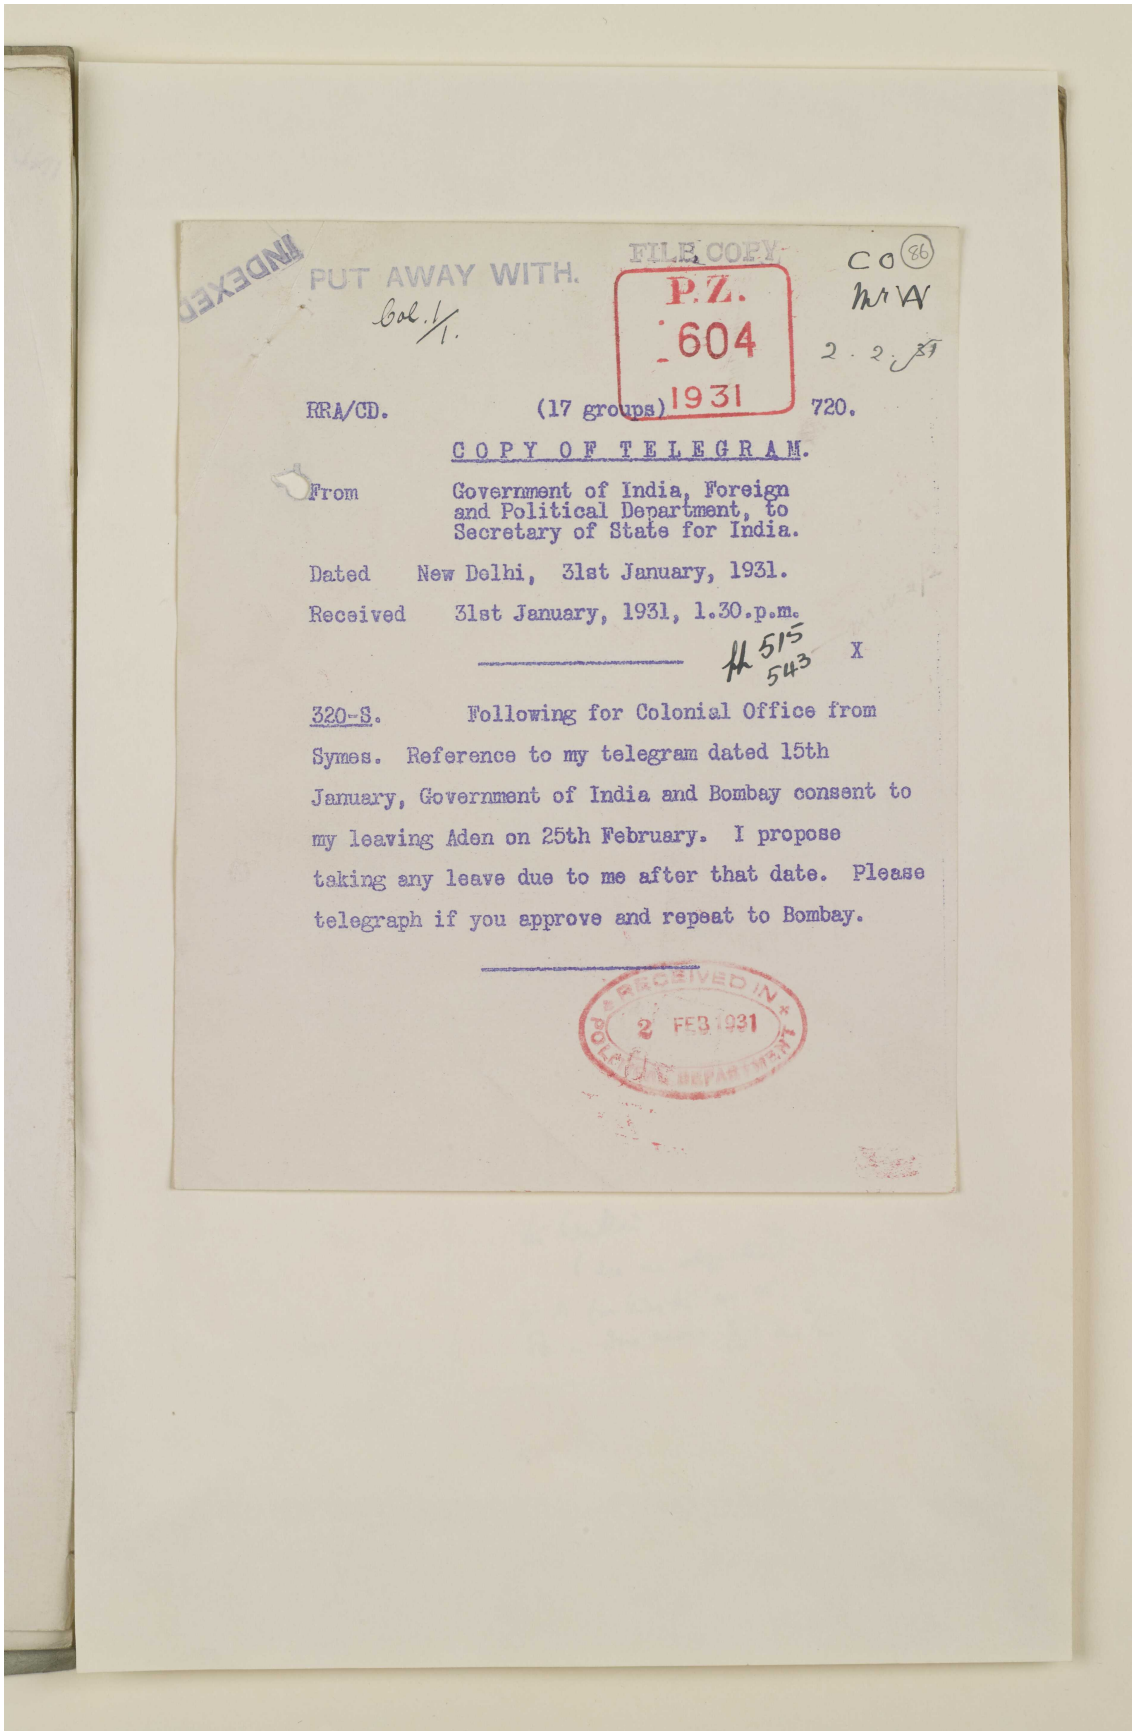 INDEXED
PUT AWAY WITH.
FILE COPY
CO 86
Col. 1/1.
P.Z.
604
1931
2. 2. 31
RRA/CD. (17 groups) 720.
COPY OF TELEGRAM.
From Government of India, Foreign
and Political Department, to
Secretary of State for India.
Dated New Delhi, 31st January, 1931.
Received 31st January, 1931, 1.30.p.m.
515
543
X
320-S. Following for Colonial Office from
Symes. Reference to my telegram dated 15th
January, Government of India and Bombay consent to
my leaving Aden on 25th February. I propose
taking any leave due to me after that date. Please
telegraph if you approve and repeat to Bombay.
RECEIVED IN
2 FEB 1931
POLITICAL DEPARTMENT